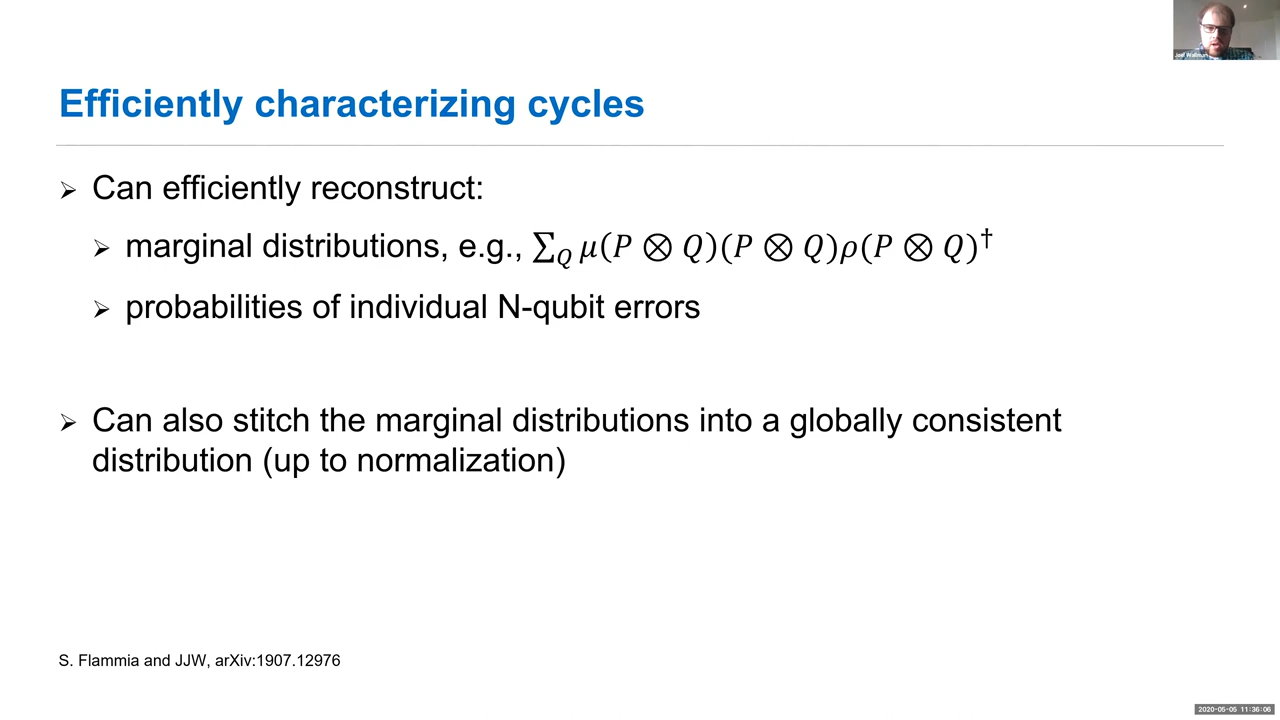 Joel Wallman
Efficiently characterizing cycles
➢ Can efficiently reconstruct:
➢ marginal distributions, e.g., ∑_Q μ(P ⊗ Q)(P ⊗ Q)ρ(P ⊗ Q)†
➢ probabilities of individual N-qubit errors
➢ Can also stitch the marginal distributions into a globally consistent
distribution (up to normalization)
S. Flammia and JJW, arXiv:1907.12976
2020-05-05 11:36:06